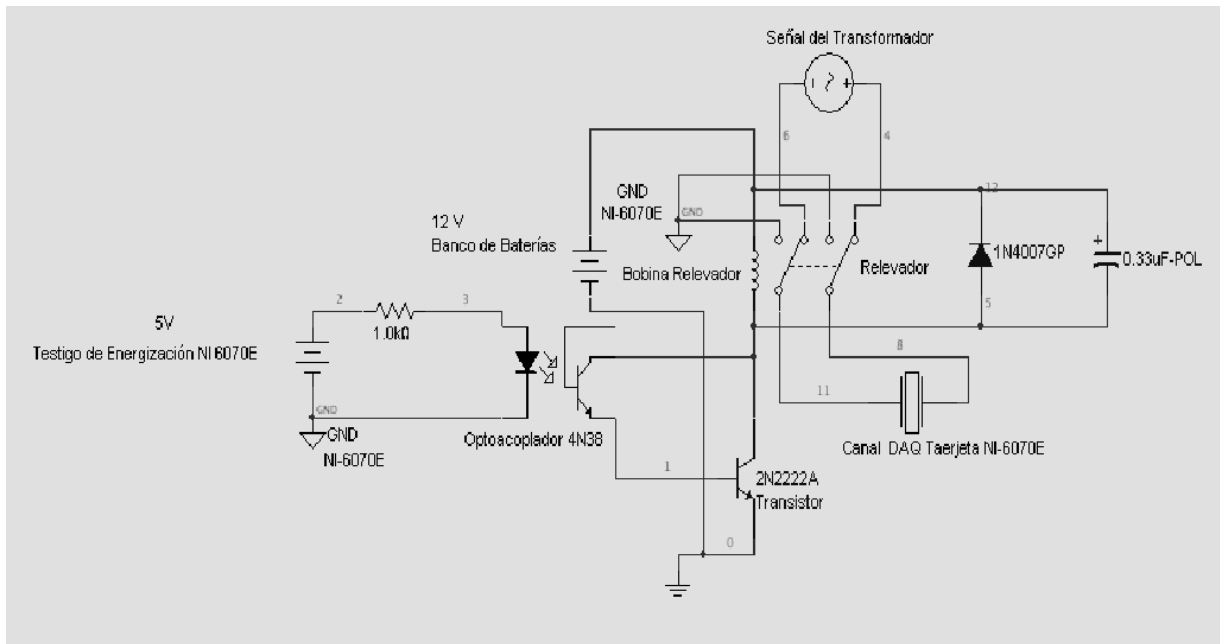 Señal del Transformador
6
4
GND
NI-6070E
GND
12
12 V
Banco de Baterías
Bobina Relevador
Relevador
1N4007GP
+
0.33uF-POL
5
2
3
5V
1.0kΩ
Testigo de Energización NI 6070E
8
11
GND
GND
NI-6070E
Optoacoplador 4N38
Canal DAQ Taerjeta NI-6070E
1
2N2222A
Transistor
0